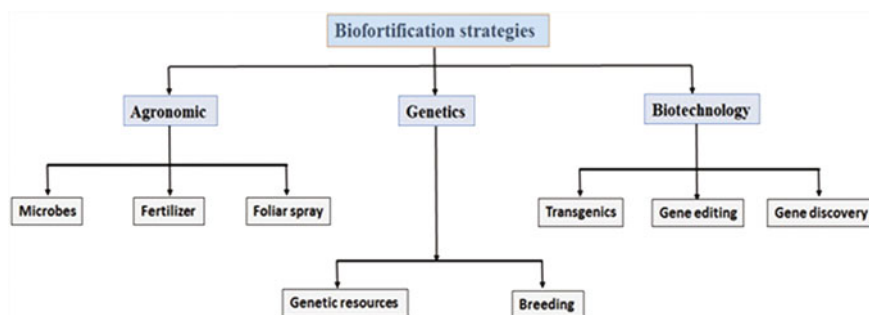 Biofortification strategies
Agronomic
Genetics
Biotechnology
Microbes
Fertilizer
Foliar spray
Transgenics
Gene editing
Gene discovery
Genetic resources
Breeding